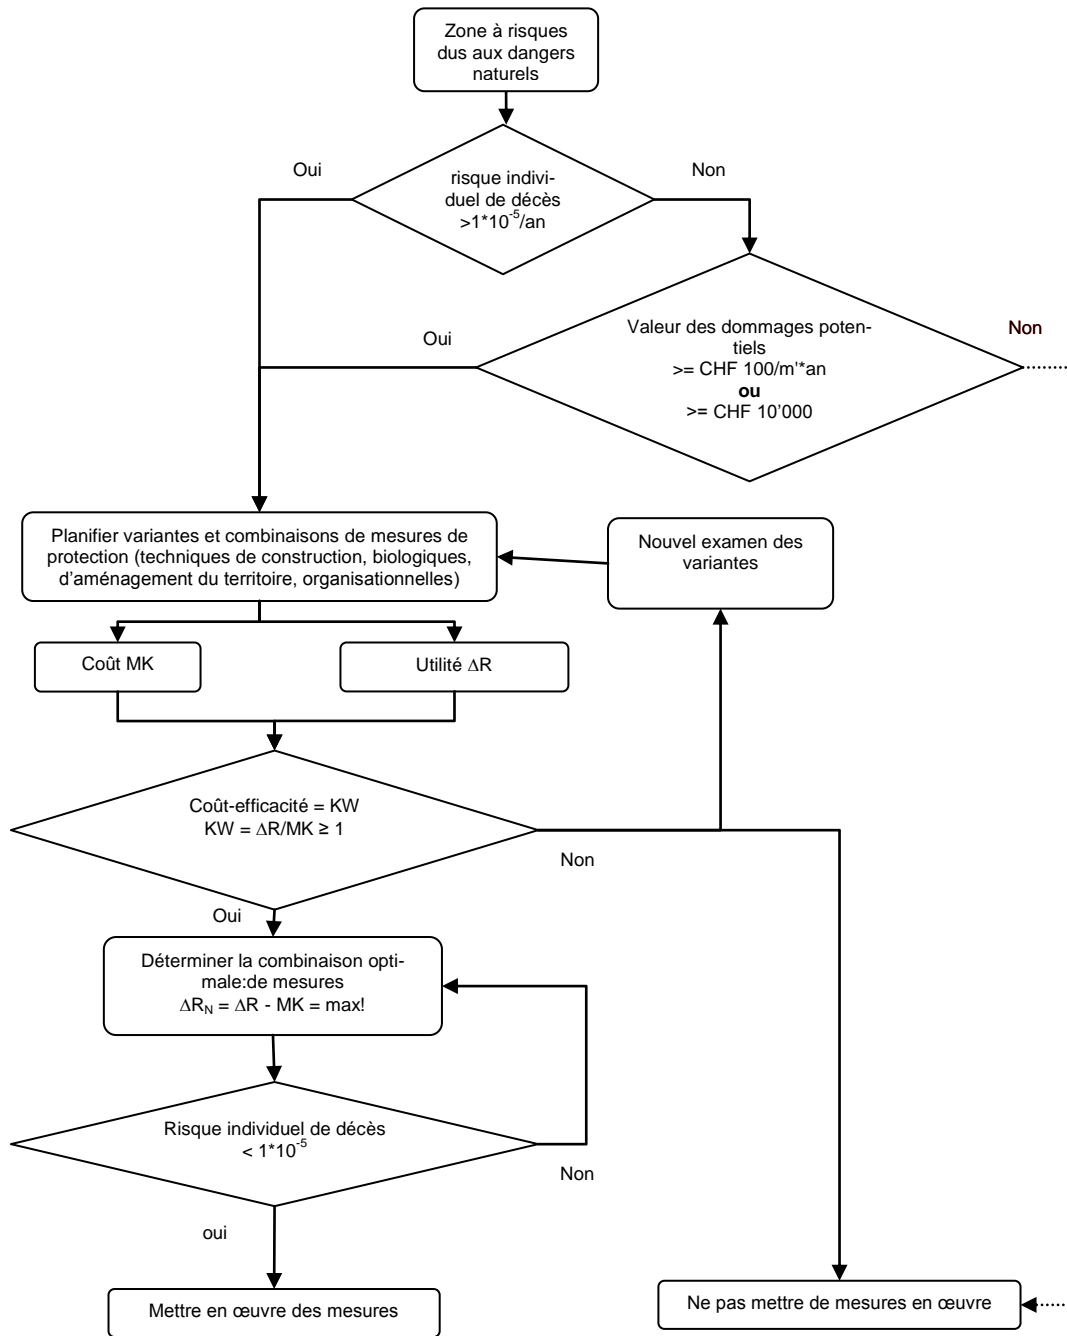 Zone à risques
dus aux dangers
naturels
Oui
Non
risque indivi-
duel de décès
>1*10⁻⁵/an
Oui
Non
Valeur des dommages poten-
tiels
>= CHF 100/m'*an
ou
>= CHF 10’000
Planifier variantes et combinaisons de mesures de
protection (techniques de construction, biologiques,
d’aménagement du territoire, organisationnelles)
Nouvel examen des
variantes
Coût MK
Utilité ∆R
Coût-efficacité = KW
KW = ∆R/MK ≥ 1
Non
Oui
Déterminer la combinaison opti-
male:de mesures
∆R_N = ∆R - MK = max!
Risque individuel de décès
< 1*10⁻⁵
Non
oui
Mettre en œuvre des mesures
Ne pas mettre de mesures en œuvre